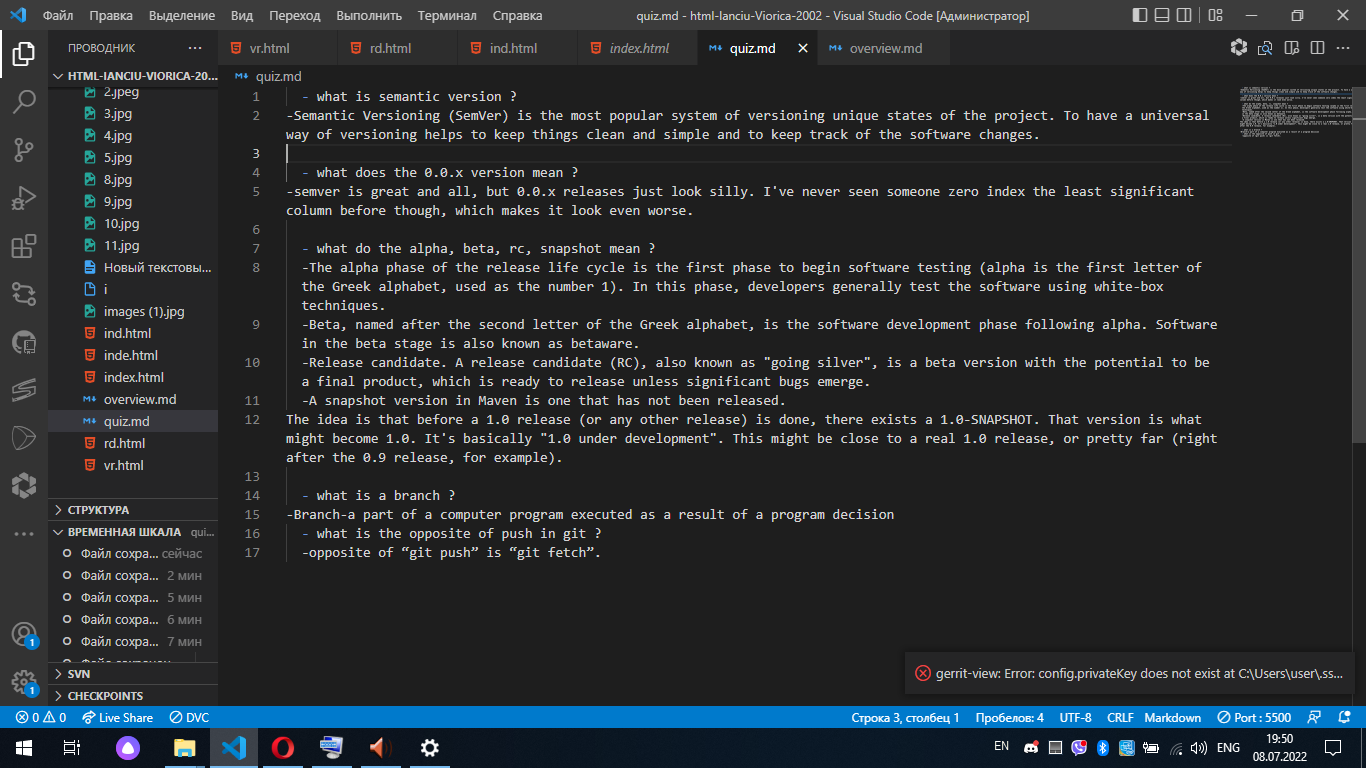 Файл Правка Выделение Вид Переход Выполнить Терминал Справка
quiz.md - html-Ianciu-Viorica-2002 - Visual Studio Code [Администратор]
ПРОВОДНИК
vr.html rd.html ind.html index.html quiz.md overview.md
HTML-IANCIU-VIORICA-20...
quiz.md
2.jpeg
3.jpg
4.jpg
5.jpg
8.jpg
9.jpg
10.jpg
11.jpg
Новый текстовы...
i
images (1).jpg
ind.html
inde.html
index.html
overview.md
quiz.md
rd.html
vr.html
СТРУКТУРА
ВРЕМЕННАЯ ШКАЛА qui...
Файл сохра... сейчас
Файл сохра... 2 мин
Файл сохра... 5 мин
Файл сохра... 6 мин
Файл сохра... 7 мин
SVN
CHECKPOINTS
1 - what is semantic version ?
2 -Semantic Versioning (SemVer) is the most popular system of versioning unique states of the project. To have a universal
way of versioning helps to keep things clean and simple and to keep track of the software changes.
3
4 - what does the 0.0.x version mean ?
5 -semver is great and all, but 0.0.x releases just look silly. I've never seen someone zero index the least significant
column before though, which makes it look even worse.
6
7 - what do the alpha, beta, rc, snapshot mean ?
8 -The alpha phase of the release life cycle is the first phase to begin software testing (alpha is the first letter of
the Greek alphabet, used as the number 1). In this phase, developers generally test the software using white-box
techniques.
9 -Beta, named after the second letter of the Greek alphabet, is the software development phase following alpha. Software
in the beta stage is also known as betaware.
10 -Release candidate. A release candidate (RC), also known as "going silver", is a beta version with the potential to be
a final product, which is ready to release unless significant bugs emerge.
11 -A snapshot version in Maven is one that has not been released.
12 The idea is that before a 1.0 release (or any other release) is done, there exists a 1.0-SNAPSHOT. That version is what
might become 1.0. It's basically "1.0 under development". This might be close to a real 1.0 release, or pretty far (right
after the 0.9 release, for example).
13
14 - what is a branch ?
15 -Branch-a part of a computer program executed as a result of a program decision
16 - what is the opposite of push in git ?
17 -opposite of “git push” is “git fetch”.
gerrit-view: Error: config.privateKey does not exist at C:\Users\user\.ss...
1
1
0 0 Live Share DVC
Строка 3, столбец 1 Пробелов: 4 UTF-8 CRLF Markdown Port : 5500
EN ENG
19:50
08.07.2022